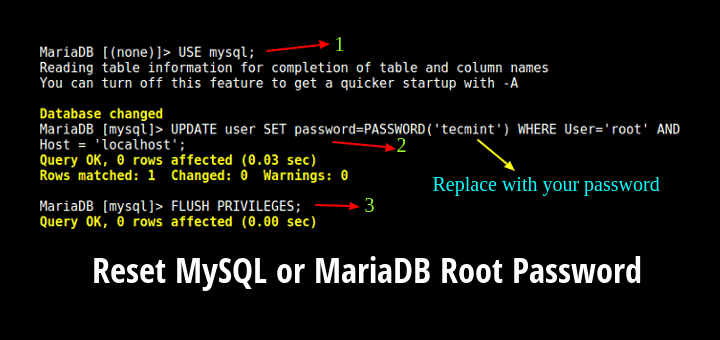 MariaDB [(none)]> USE mysql; 1
Reading table information for completion of table and column names
You can turn off this feature to get a quicker startup with -A
Database changed
MariaDB [mysql]> UPDATE user SET password=PASSWORD('tecmint') WHERE User='root' AND
Host = 'localhost'; 2
Query OK, 0 rows affected (0.03 sec)
Rows matched: 1  Changed: 0  Warnings: 0
Replace with your password
MariaDB [mysql]> FLUSH PRIVILEGES; 3
Query OK, 0 rows affected (0.00 sec)
Reset MySQL or MariaDB Root Password